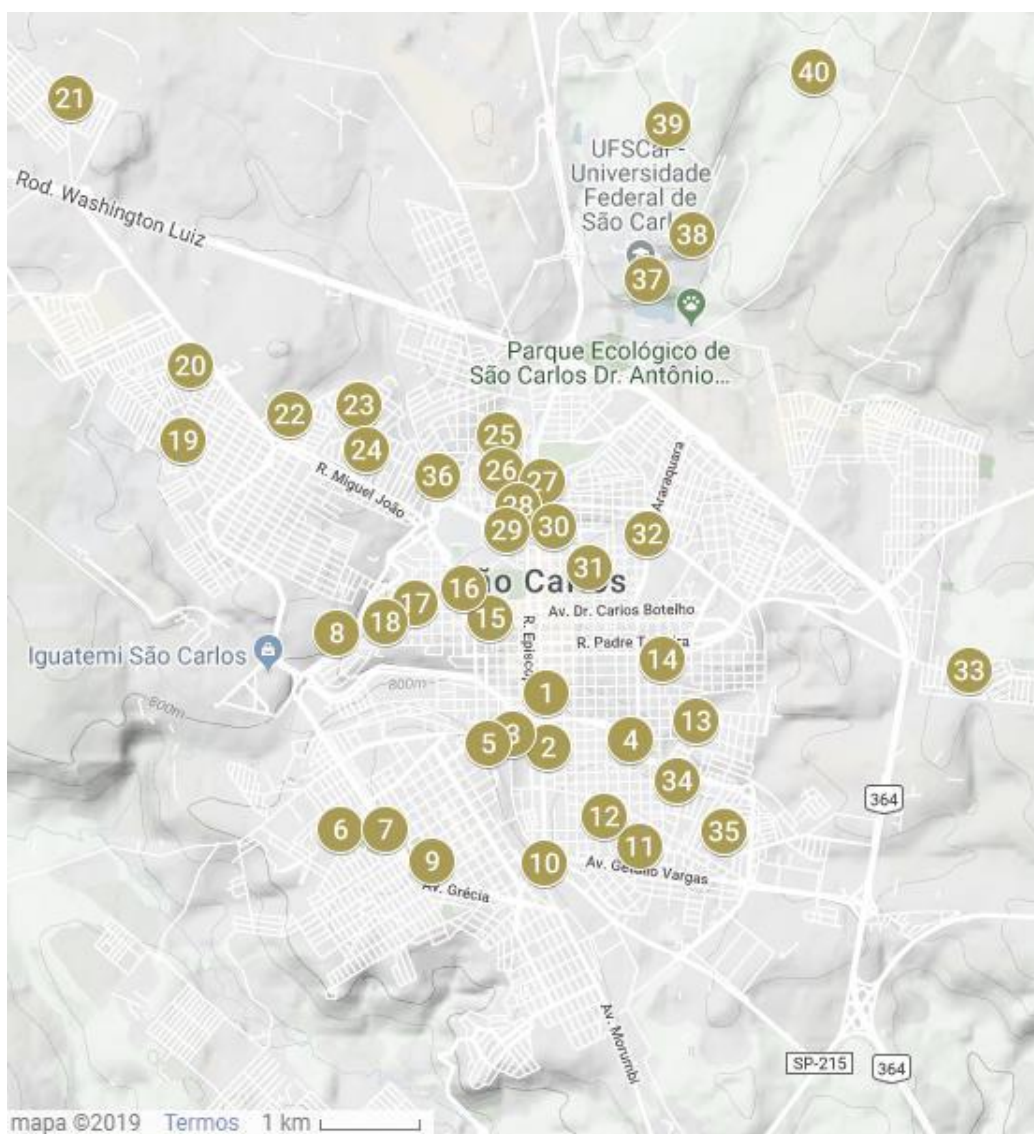 21
40
39
UFSCar -
Universidade
Federal de
São Carl
38
Rod. Washington Luiz
37
Parque Ecológico de
São Carlos Dr. Antônio...
20
22
23
19
24
25
36
26
27
R. Miguel João
28
29
30
Araraquara
32
31
16
ão Carlos
17
18
15
8
Av. Dr. Carlos Botelho
R. Padre T
Iguatemi São Carlos
R. Episco
14
33
800m
800m
1
13
5
3
2
4
34
364
6
7
12
35
11
9
10
Av. Getúlio Vargas
Av. Grécia
Av. Morumbi
SP-215
364
mapa ©2019 Termos 1 km